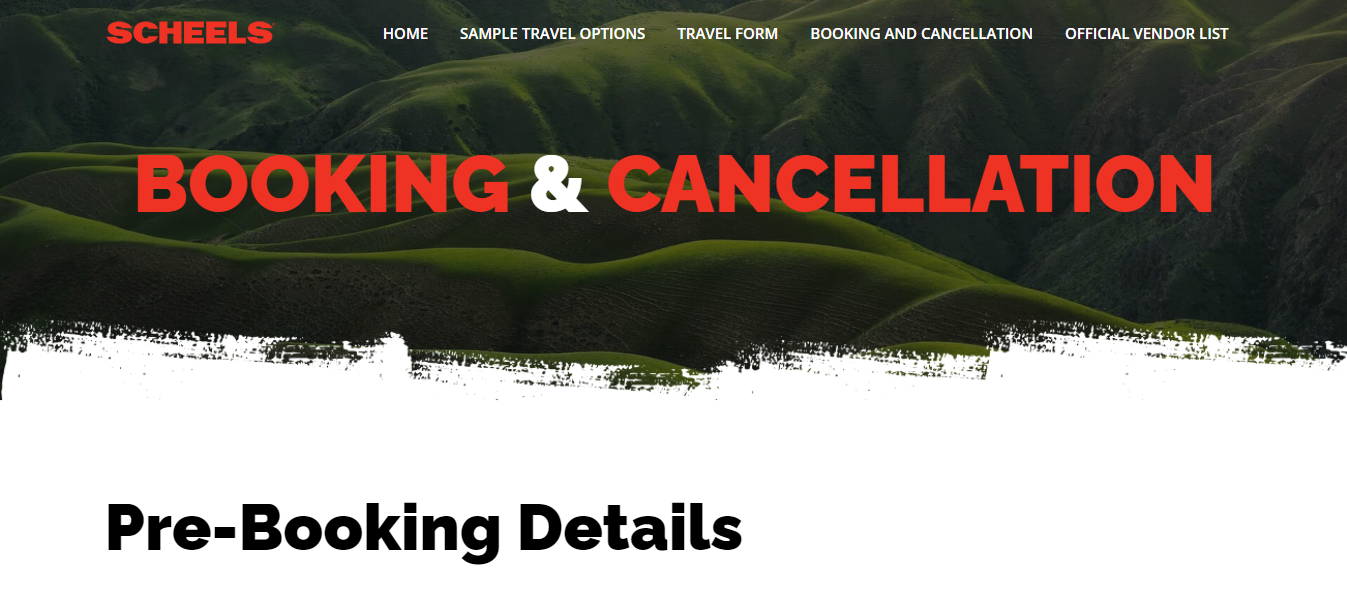 SCHEELS HOME SAMPLE TRAVEL OPTIONS TRAVEL FORM BOOKING AND CANCELLATION OFFICIAL VENDOR LIST
BOOKING & CANCELLATION
Pre-Booking Details